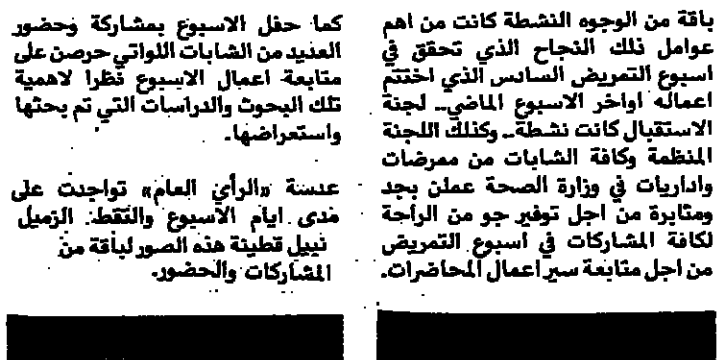 باقة من الوجوه النشطة كانت من اهم
عوامل ذلك النجاح الذي تحقق في
اسبوع التمريض السادس الذي اختتم
اعماله اواخر الاسبوع الماضي.. لجنة
الاستقبال كانت نشطة.. وكذلك اللجنة
المنظمة وكافة الشابات من ممرضات
واداريات في وزارة الصحة عملن بجد
ومثابرة من اجل توفير جو من الراحة
لكافة المشاركات في اسبوع التمريض
من اجل متابعة سير اعمال المحاضرات.
كما حفل الاسبوع بمشاركة وحضور
العديد من الشابات اللواتي حرصن على
متابعة اعمال الاسبوع نظرا لاهمية
تلك البحوث والدراسات التي تم بحثها
واستعراضها.
عدسة «الرأي العام» تواجدت على
مدى ايام الاسبوع والتقط الزميل
نبيل قطينة هذه الصور لباقة من
المشاركات والحضور.